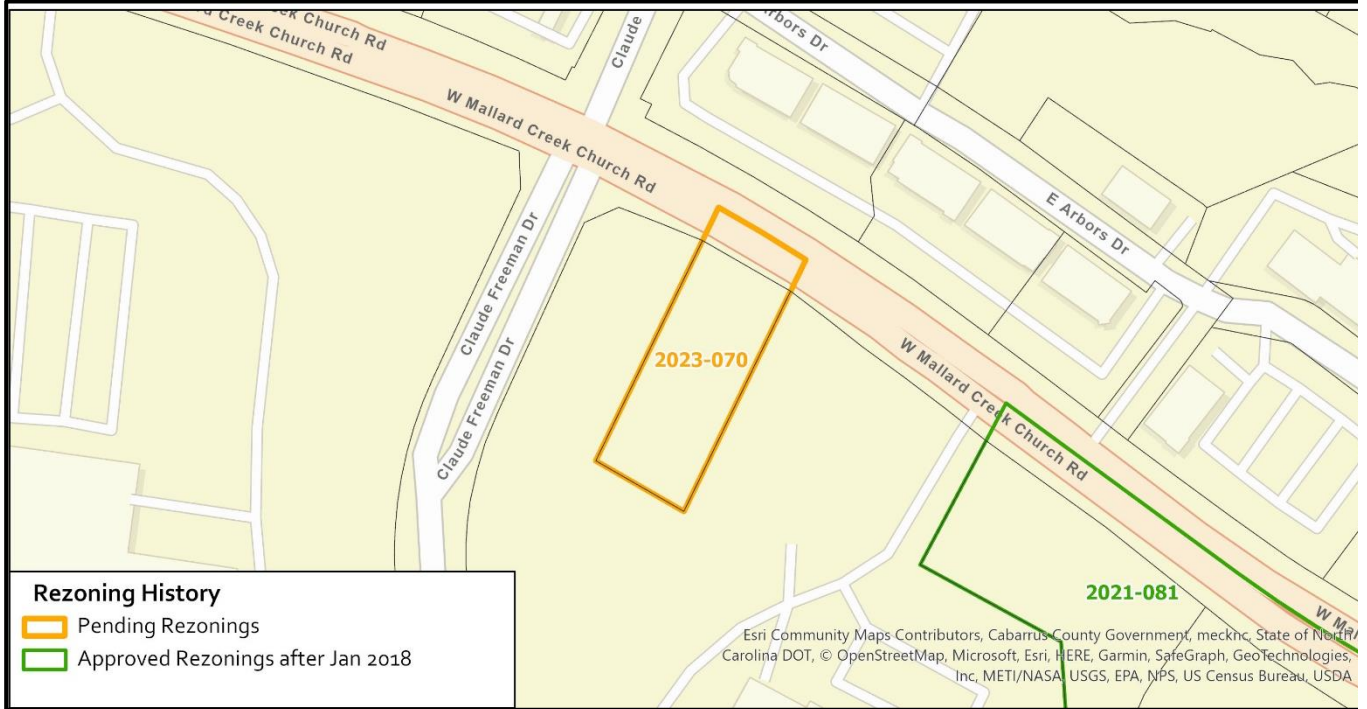 d Creek Church Rd
Creek Church Rd
Claude
Arbors Dr
W Mallard Creek Church Rd
E Arbors Dr
Claude Freeman Dr
Claude Freeman Dr
2023-070
W Mallard Creek Church Rd
2021-081
W Ma
Rezoning History
Pending Rezonings
Approved Rezonings after Jan 2018
Esri Community Maps Contributors, Cabarrus County Government, mecknc, State of North
Carolina DOT, © OpenStreetMap, Microsoft, Esri, HERE, Garmin, SafeGraph, GeoTechnologies,
Inc, METI/NASA, USGS, EPA, NPS, US Census Bureau, USDA